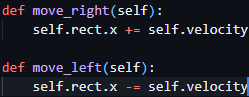 def move_right(self):
    self.rect.x += self.velocity

def move_left(self):
    self.rect.x -= self.velocity